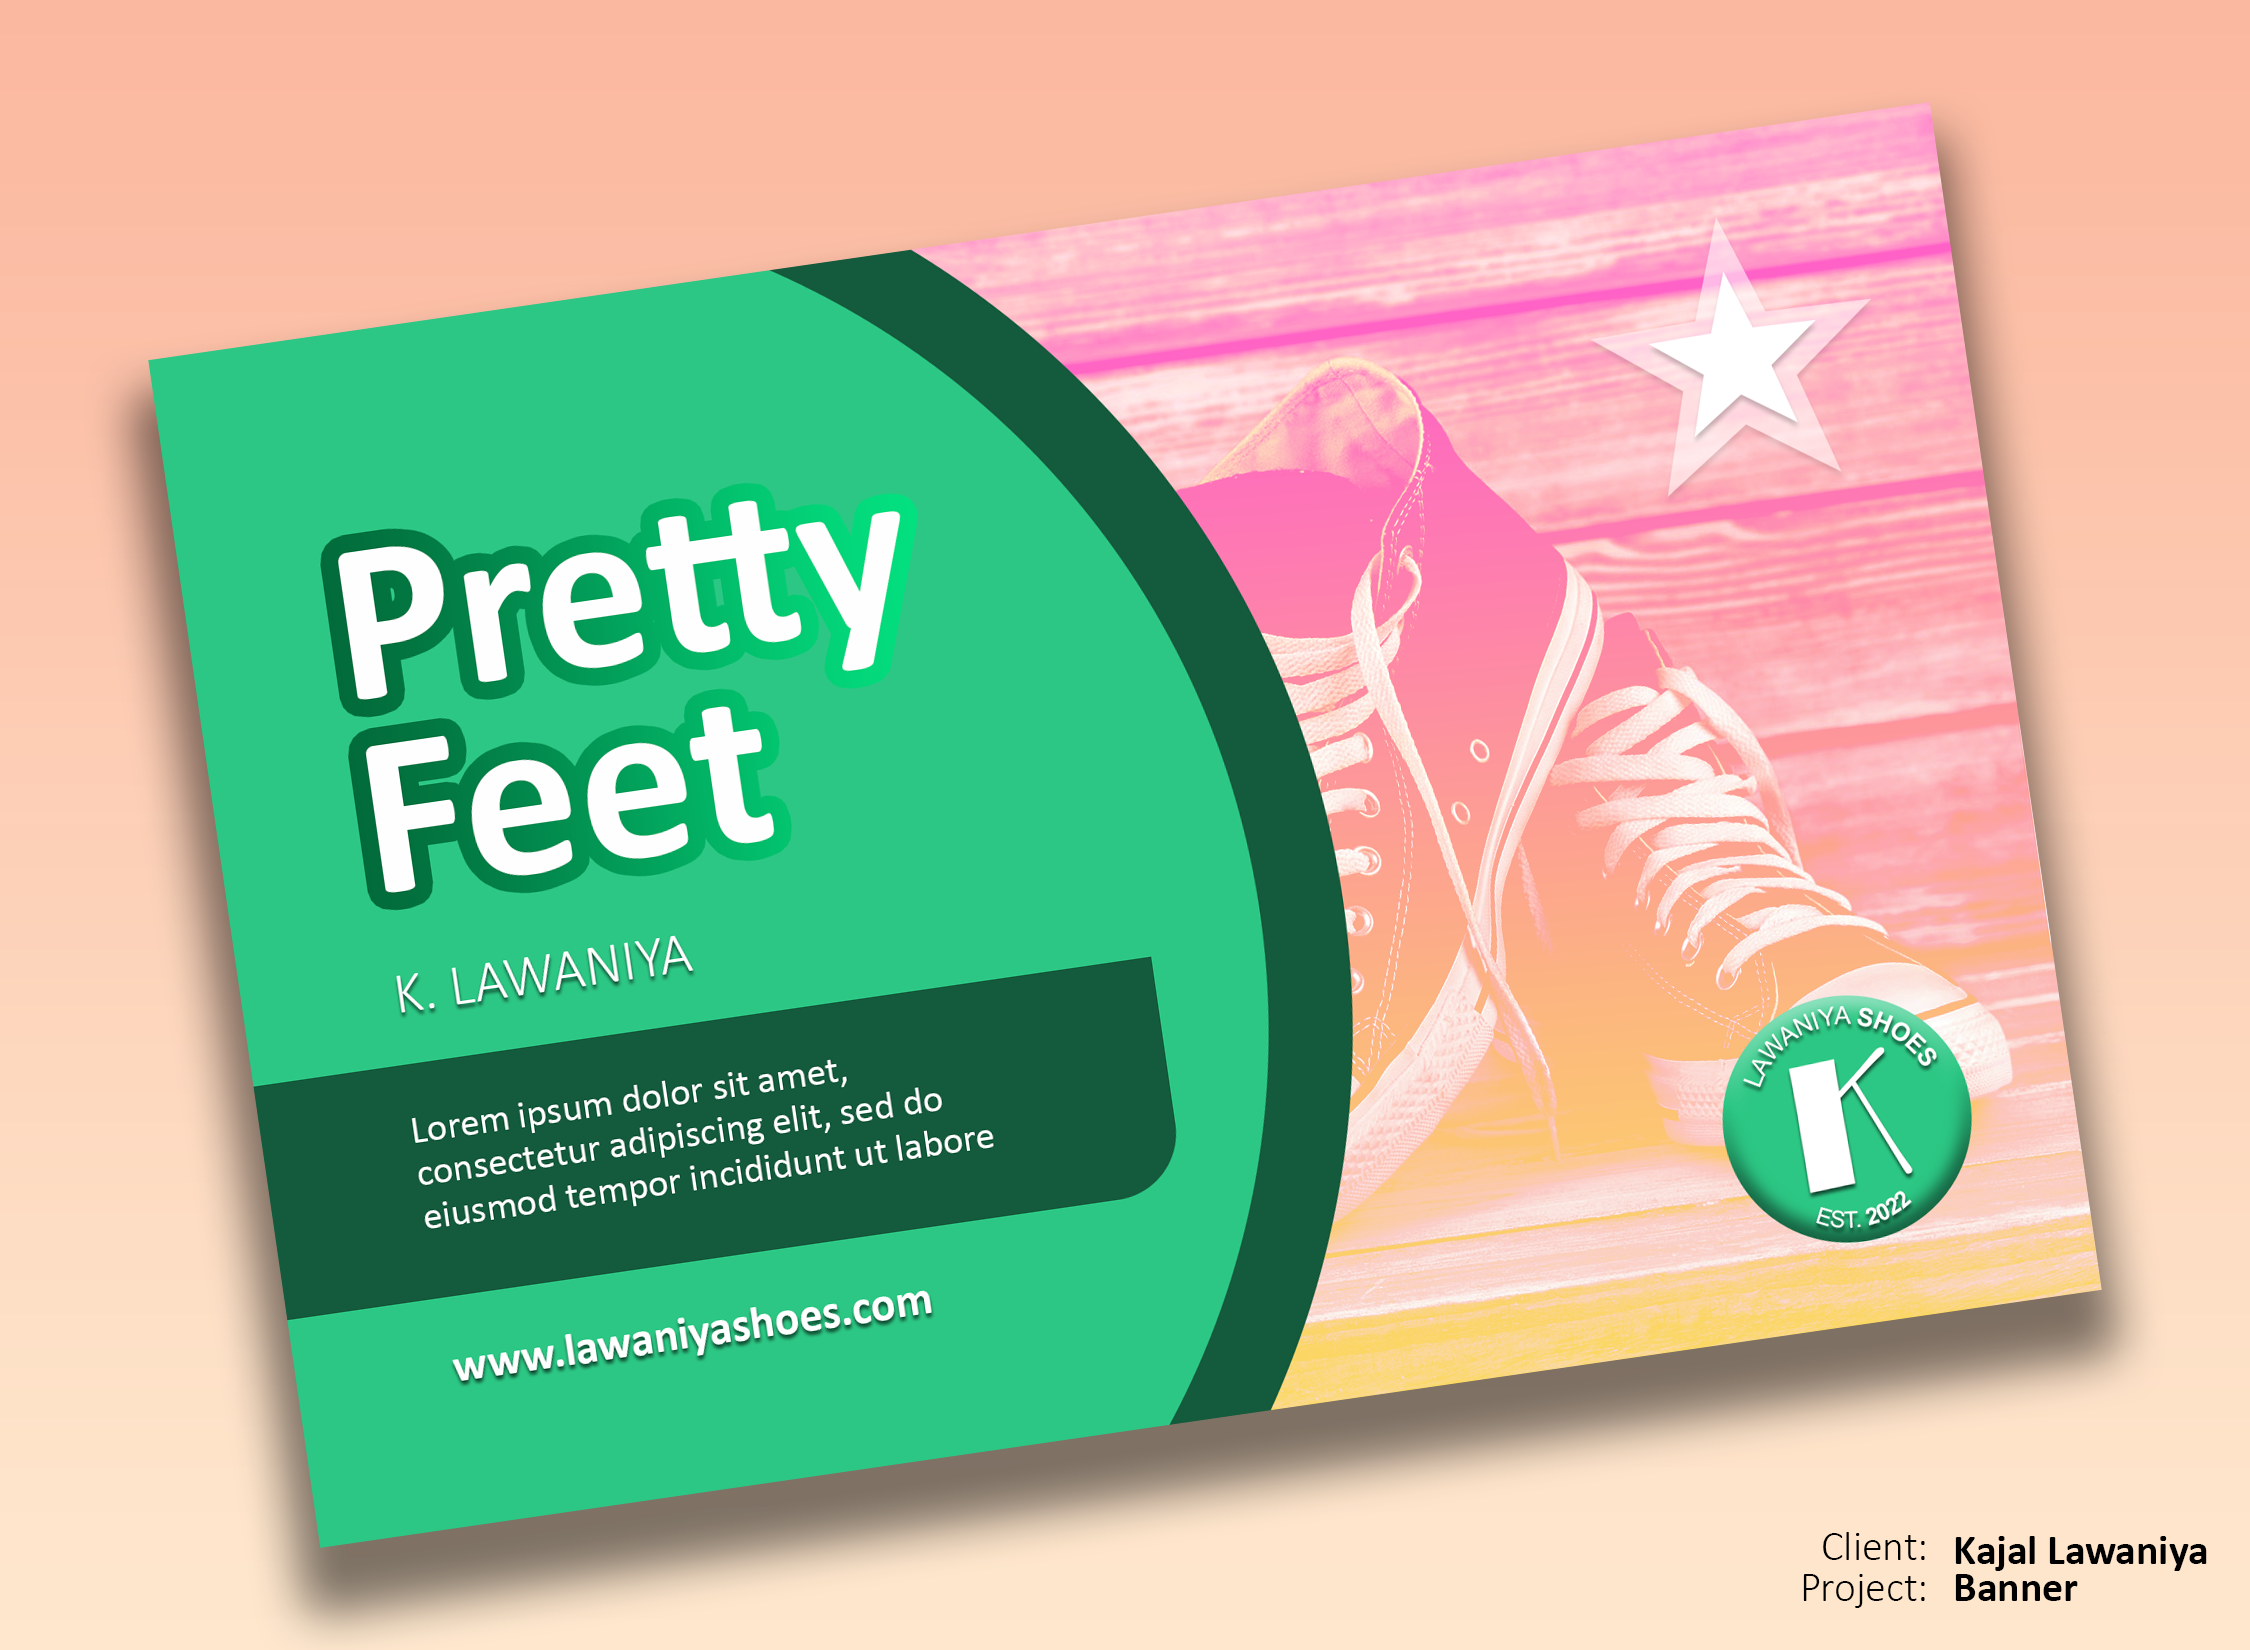 Pretty
Feet
K. LAWANIYA
Lorem ipsum dolor sit amet,
consectetur adipiscing elit, sed do
eiusmod tempor incididunt ut labore
www.lawaniyashoes.com
LAWANIYA SHOES
K
EST. 2022
Client: Kajal Lawaniya
Project: Banner